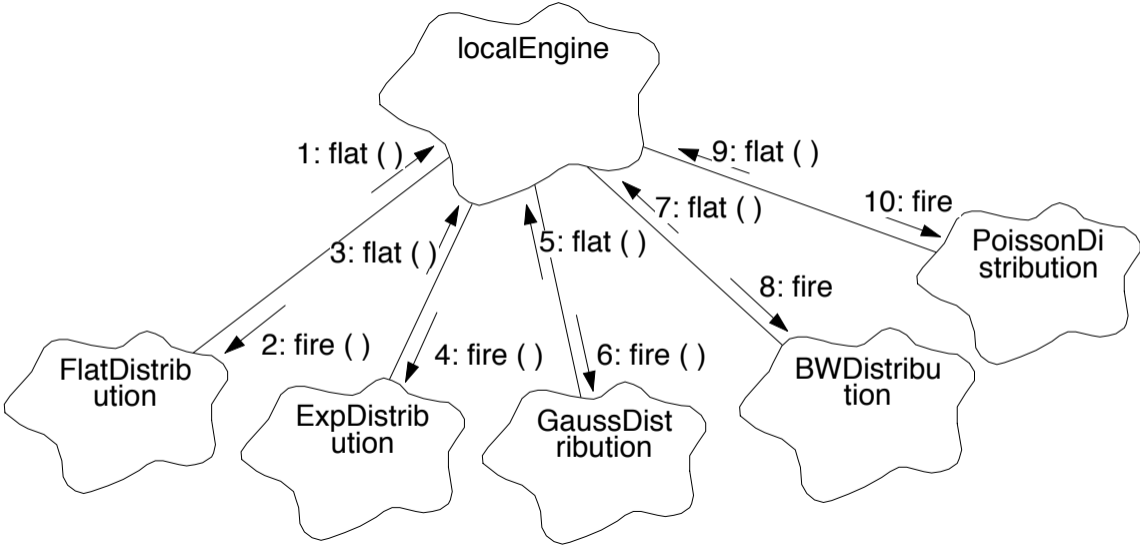 localEngine
1: flat ( )
9: flat ( )
7: flat ( )
10: fire
3: flat ( )
5: flat ( )
PoissonDi
stribution
8: fire
2: fire ( )
4: fire ( )
6: fire ( )
FlatDistrib
ution
BWDistribu
tion
ExpDistrib
ution
GaussDist
ribution